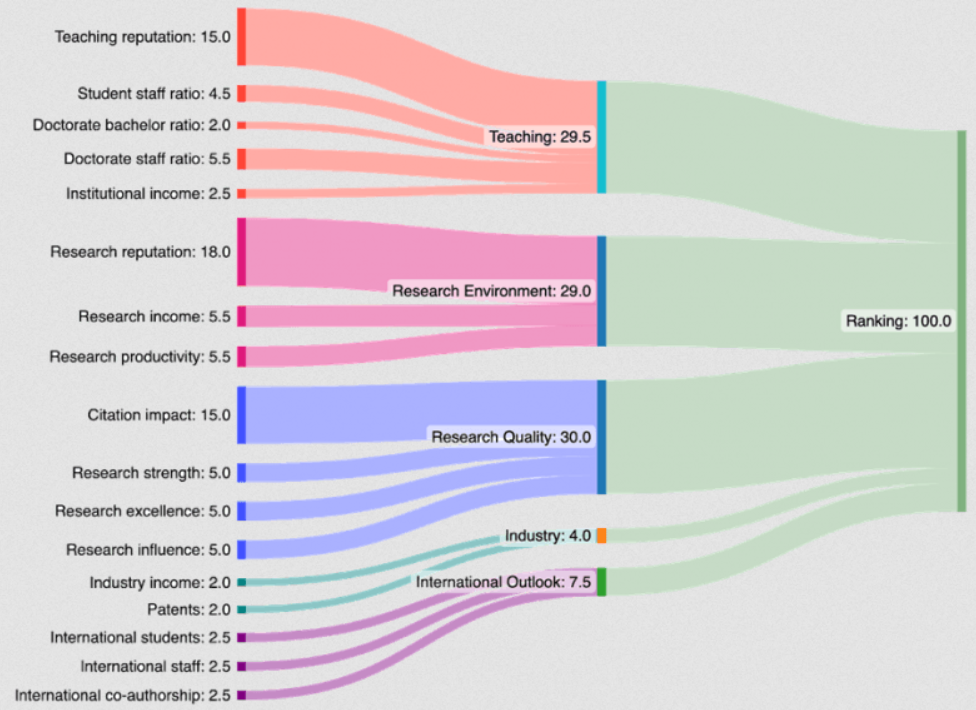 Teaching reputation: 15.0
Student staff ratio: 4.5
Doctorate bachelor ratio: 2.0
Doctorate staff ratio: 5.5
Institutional income: 2.5
Research reputation: 18.0
Research income: 5.5
Research productivity: 5.5
Citation impact: 15.0
Research strength: 5.0
Research excellence: 5.0
Research influence: 5.0
Industry income: 2.0
Patents: 2.0
International students: 2.5
International staff: 2.5
International co-authorship: 2.5
Teaching: 29.5
Research Environment: 29.0
Research Quality: 30.0
Industry: 4.0
International Outlook: 7.5
Ranking: 100.0